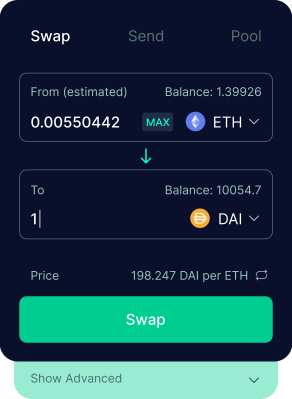 Swap Send Pool
From (estimated) Balance: 1.39926
0.00550442 MAX ETH
To Balance: 10054.7
1 DAI
Price 198.247 DAI per ETH
Swap
Show Advanced